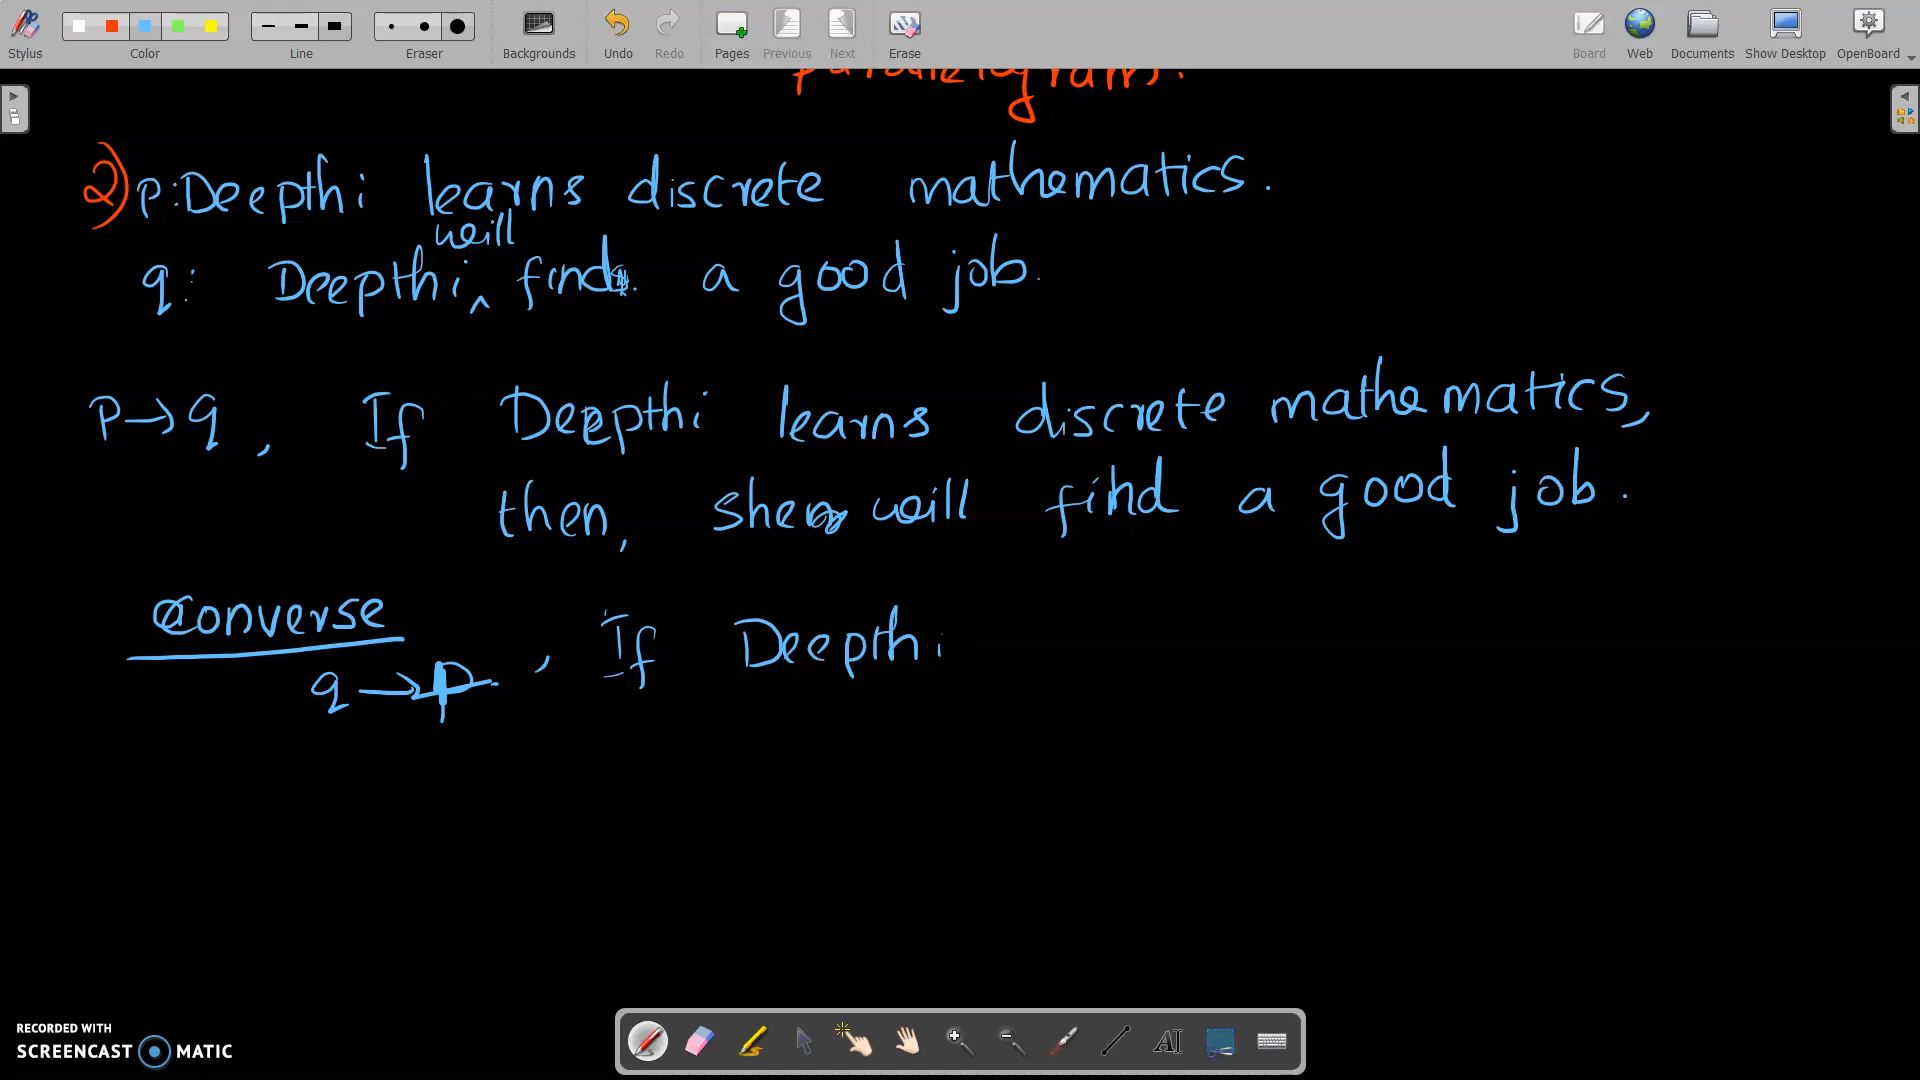 Stylus Color Line Eraser Backgrounds Undo Redo Pages Previous Next Erase Board Web Documents Show Desktop OpenBoard
parallelogram.
2) p: Deepthi learns discrete mathematics.
will
q: Deepthi ^ find a good job.
P → q, If Deepthi learns discrete mathematics,
then, she will find a good job.
Converse
q → p, If Deepthi
RECORDED WITH
SCREENCAST MATIC